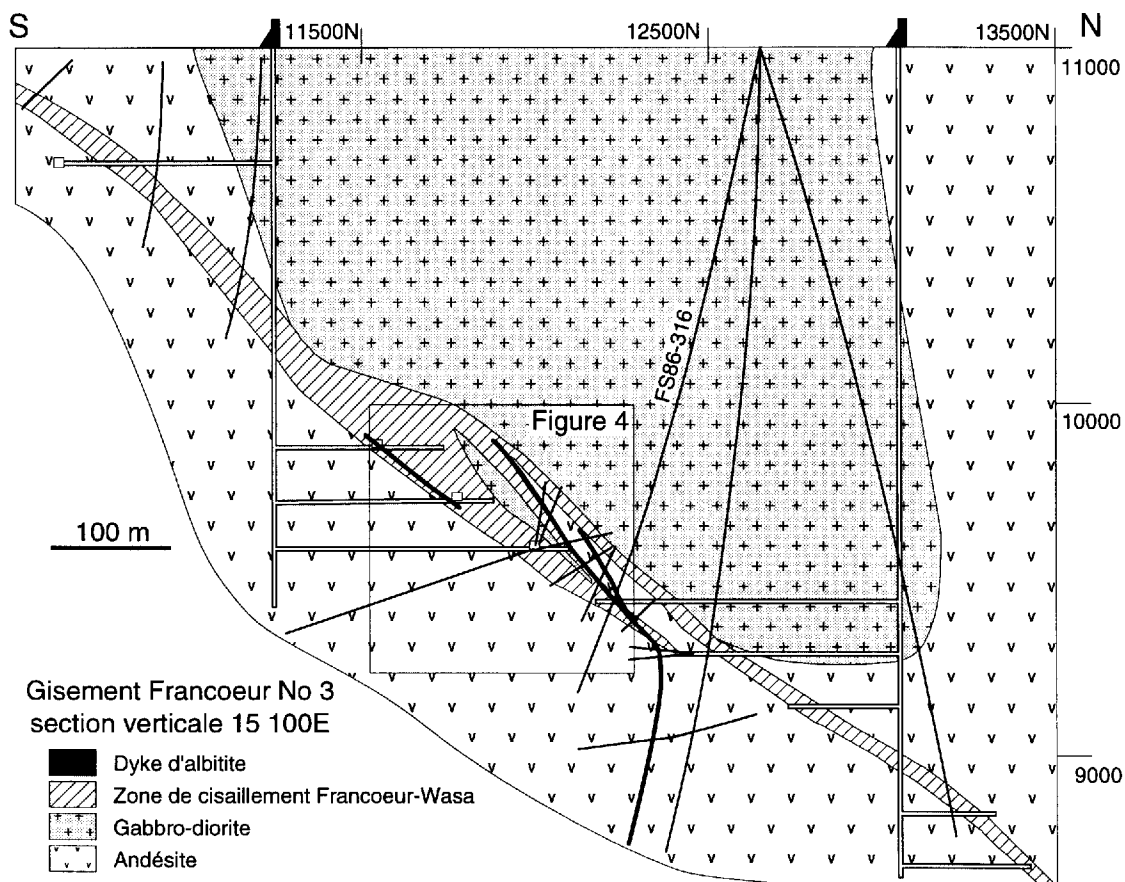 S
11500N
12500N
13500N
N
11000
FS86-316
10000
Figure 4
100 m
9000
Gisement Francoeur No 3
section verticale 15 100E
Dyke d'albitite
Zone de cisaillement Francoeur-Wasa
Gabbro-diorite
Andésite